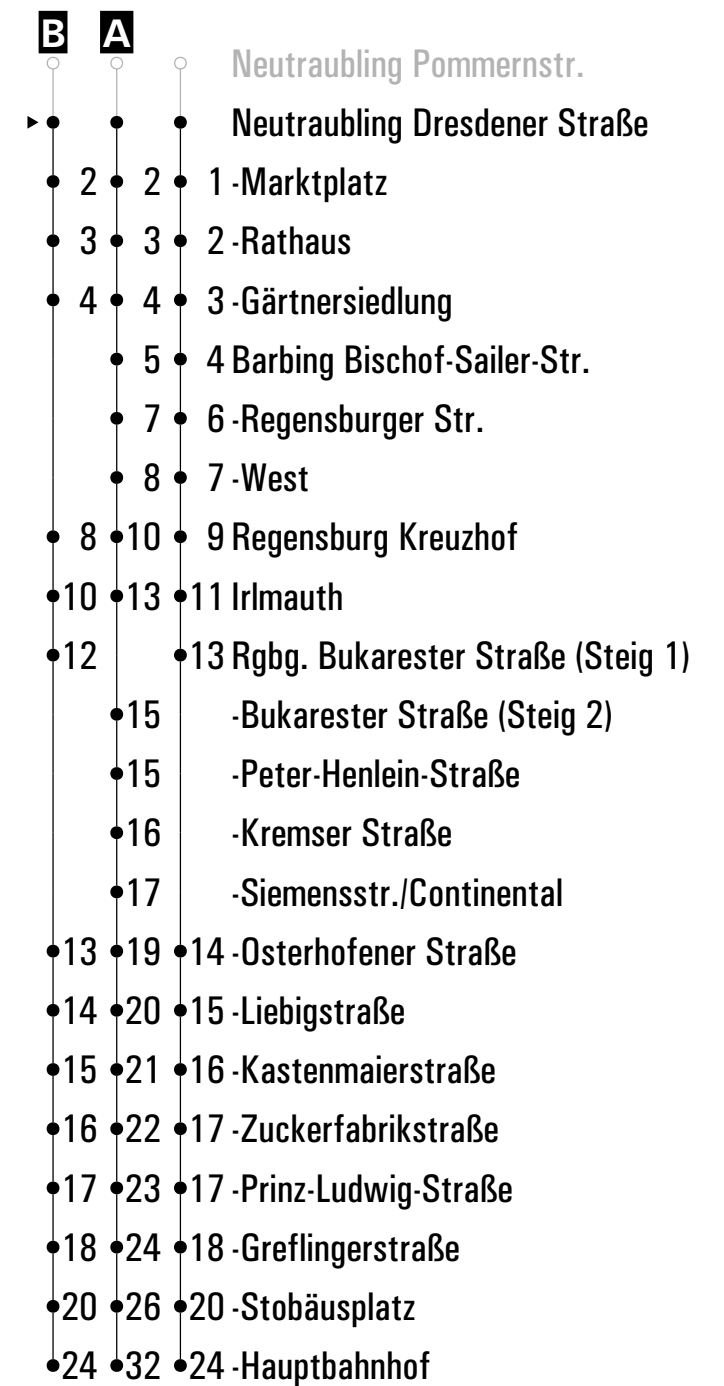 B A
Neutraubling Pommernstr.
Neutraubling Dresdener Straße
2 2 1 -Marktplatz
3 3 2 -Rathaus
4 4 3 -Gärtnersiedlung
5 4 Barbing Bischof-Sailer-Str.
7 6 -Regensburger Str.
8 7 -West
8 10 9 Regensburg Kreuzhof
10 13 11 Irlmauth
12 13 Rgbg. Bukarester Straße (Steig 1)
15 -Bukarester Straße (Steig 2)
15 -Peter-Henlein-Straße
16 -Kremser Straße
17 -Siemensstr./Continental
13 19 14 -Osterhofener Straße
14 20 15 -Liebigstraße
15 21 16 -Kastenmaierstraße
16 22 17 -Zuckerfabrikstraße
17 23 17 -Prinz-Ludwig-Straße
18 24 18 -Greflingerstraße
20 26 20 -Stobäusplatz
24 32 24 -Hauptbahnhof